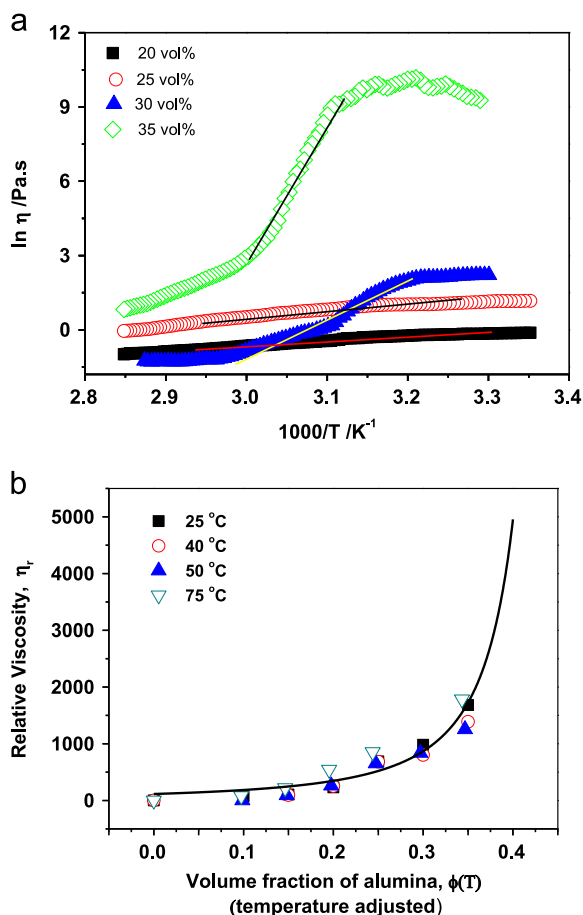 a
12
9
6
3
0
ln η /Pa.s
20 vol%
25 vol%
30 vol%
35 vol%
2.8 2.9 3.0 3.1 3.2 3.3 3.4
1000/T /K⁻¹
b
5000
4000
3000
2000
1000
0
Relative Viscosity, ηr
25 °C
40 °C
50 °C
75 °C
0.0 0.1 0.2 0.3 0.4
Volume fraction of alumina, ϕ(T)
(temperature adjusted)